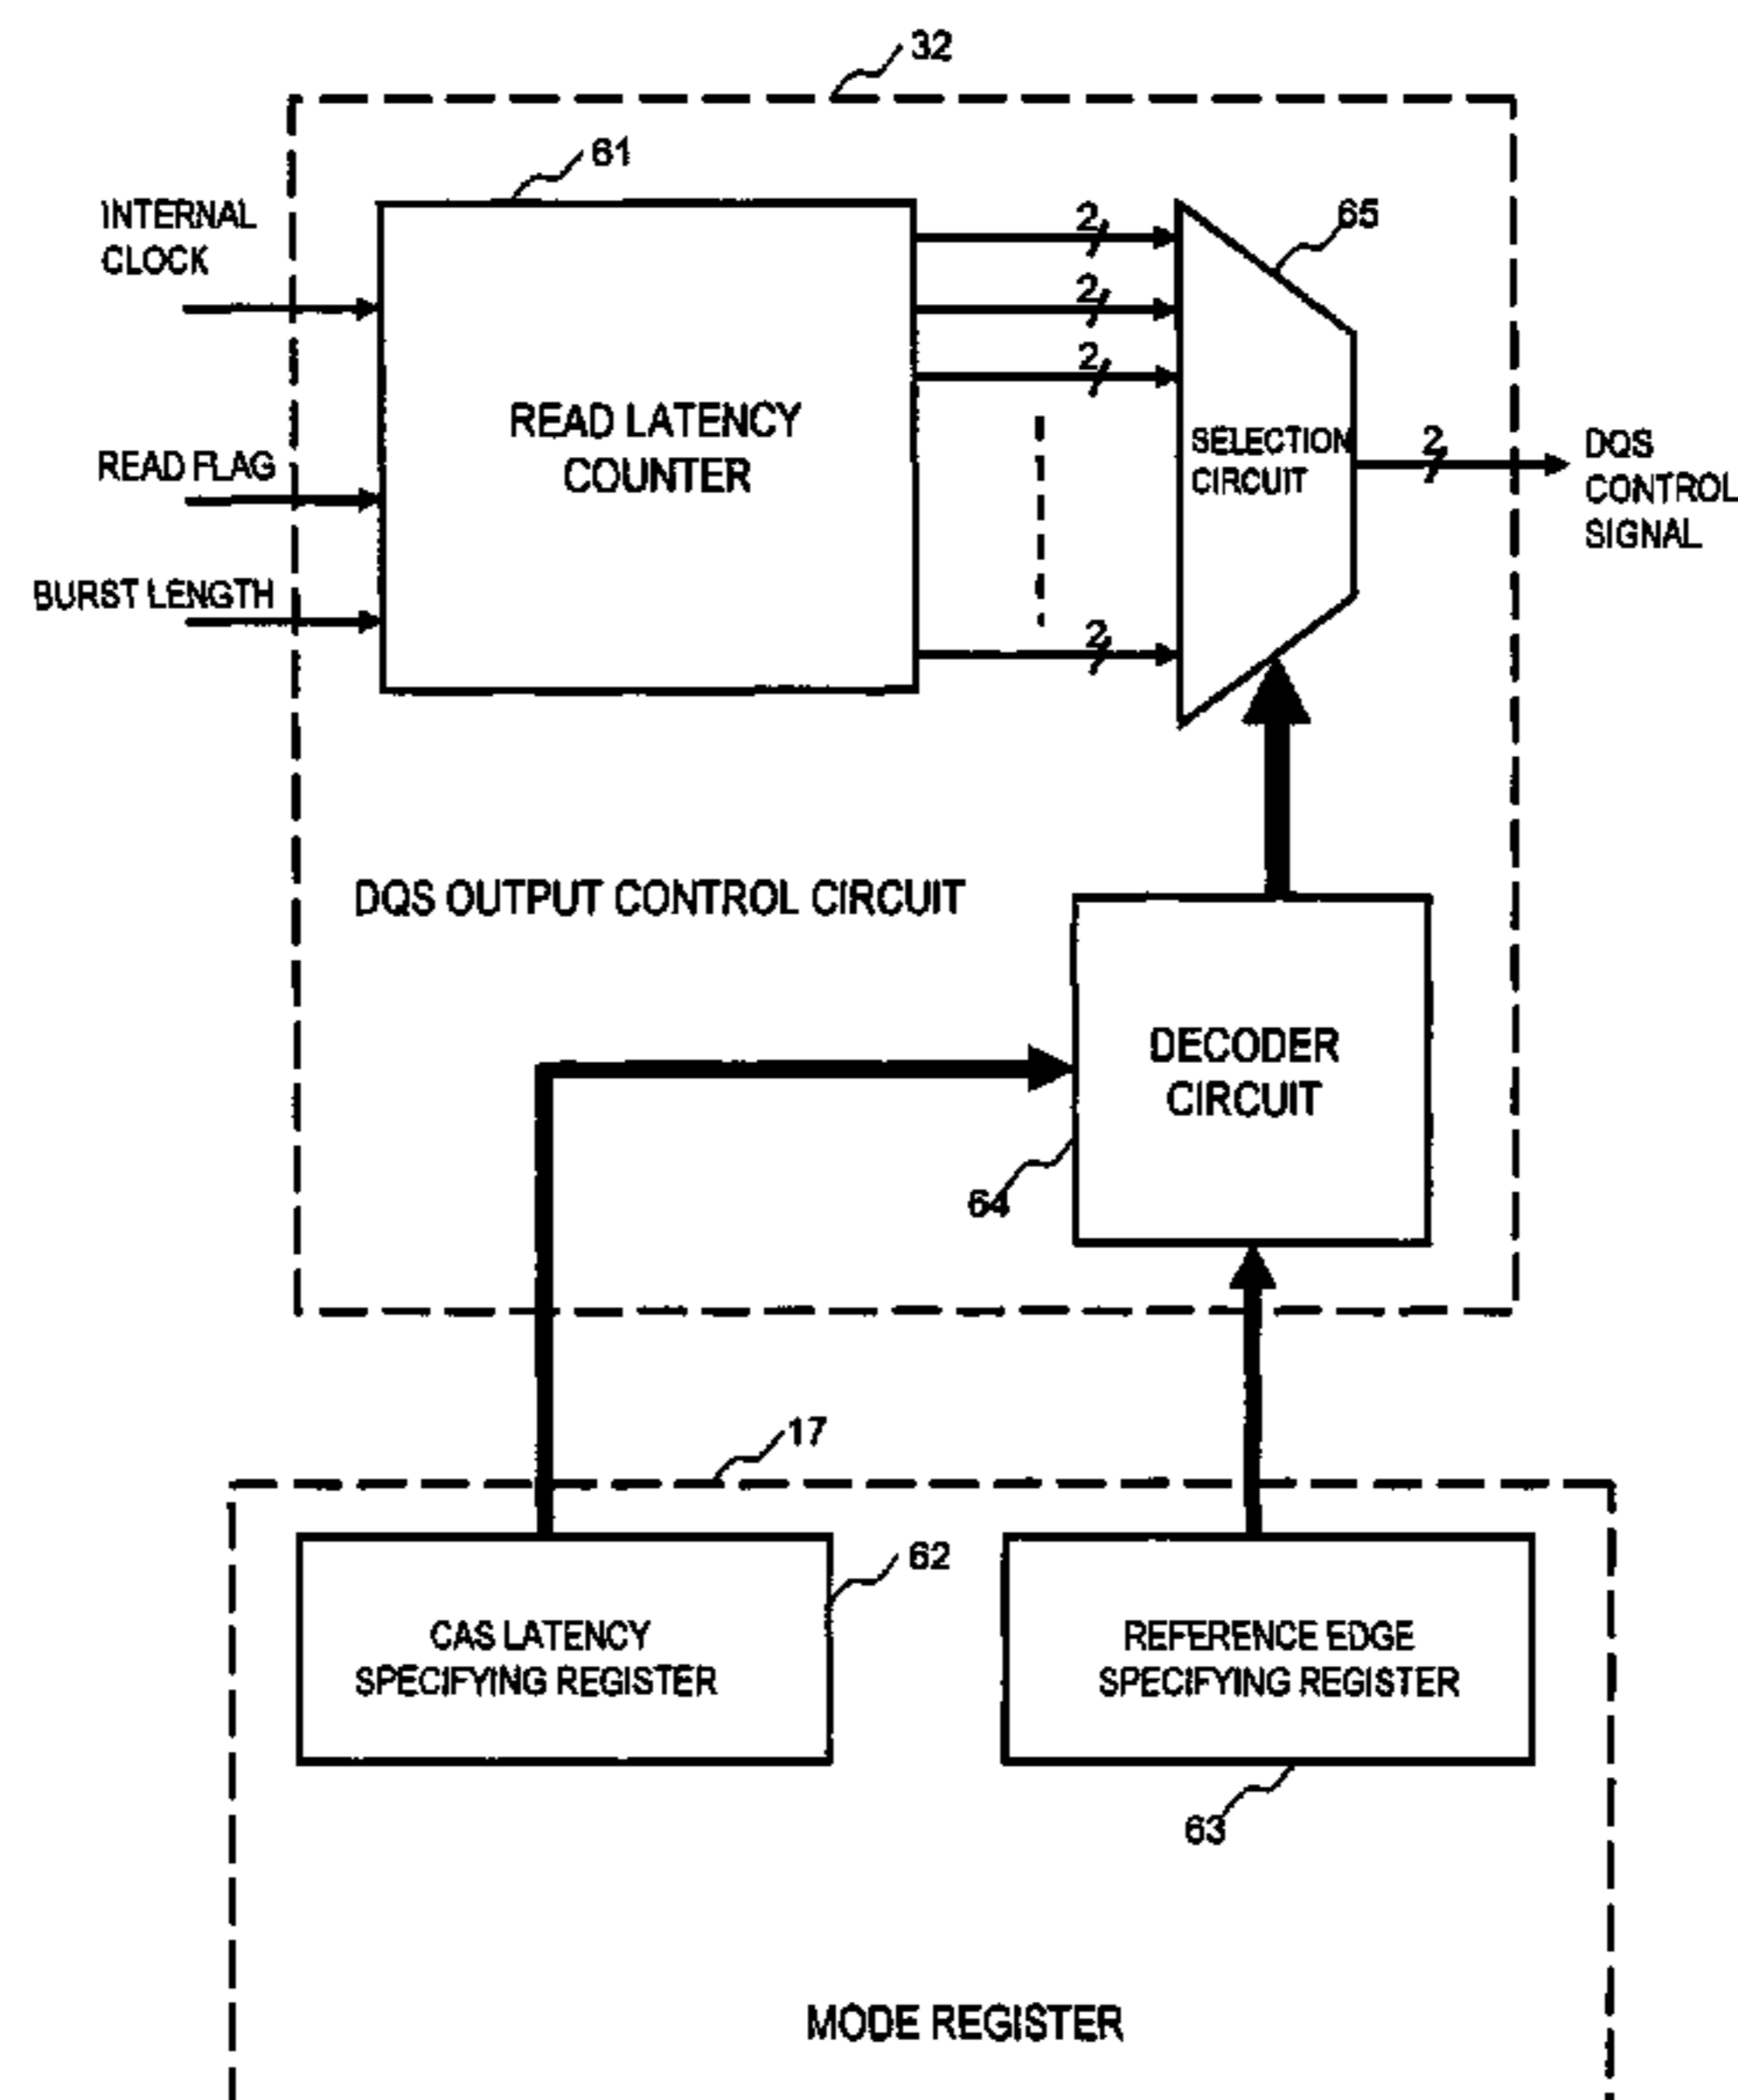 32
61
INTERNAL
CLOCK
2
65
2
2
READ LATENCY
COUNTER
SELECTION
CIRCUIT
2
DQS
CONTROL
SIGNAL
READ FLAG
BURST LENGTH
2
DQS OUTPUT CONTROL CIRCUIT
DECODER
CIRCUIT
64
17
62
CAS LATENCY
SPECIFYING REGISTER
REFERENCE EDGE
SPECIFYING REGISTER
63
MODE REGISTER